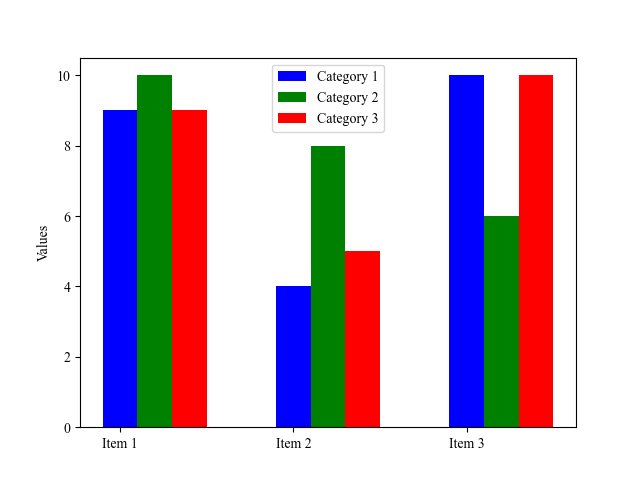 10
8
6
4
2
0
Values
Category 1
Category 2
Category 3
Item 1
Item 2
Item 3